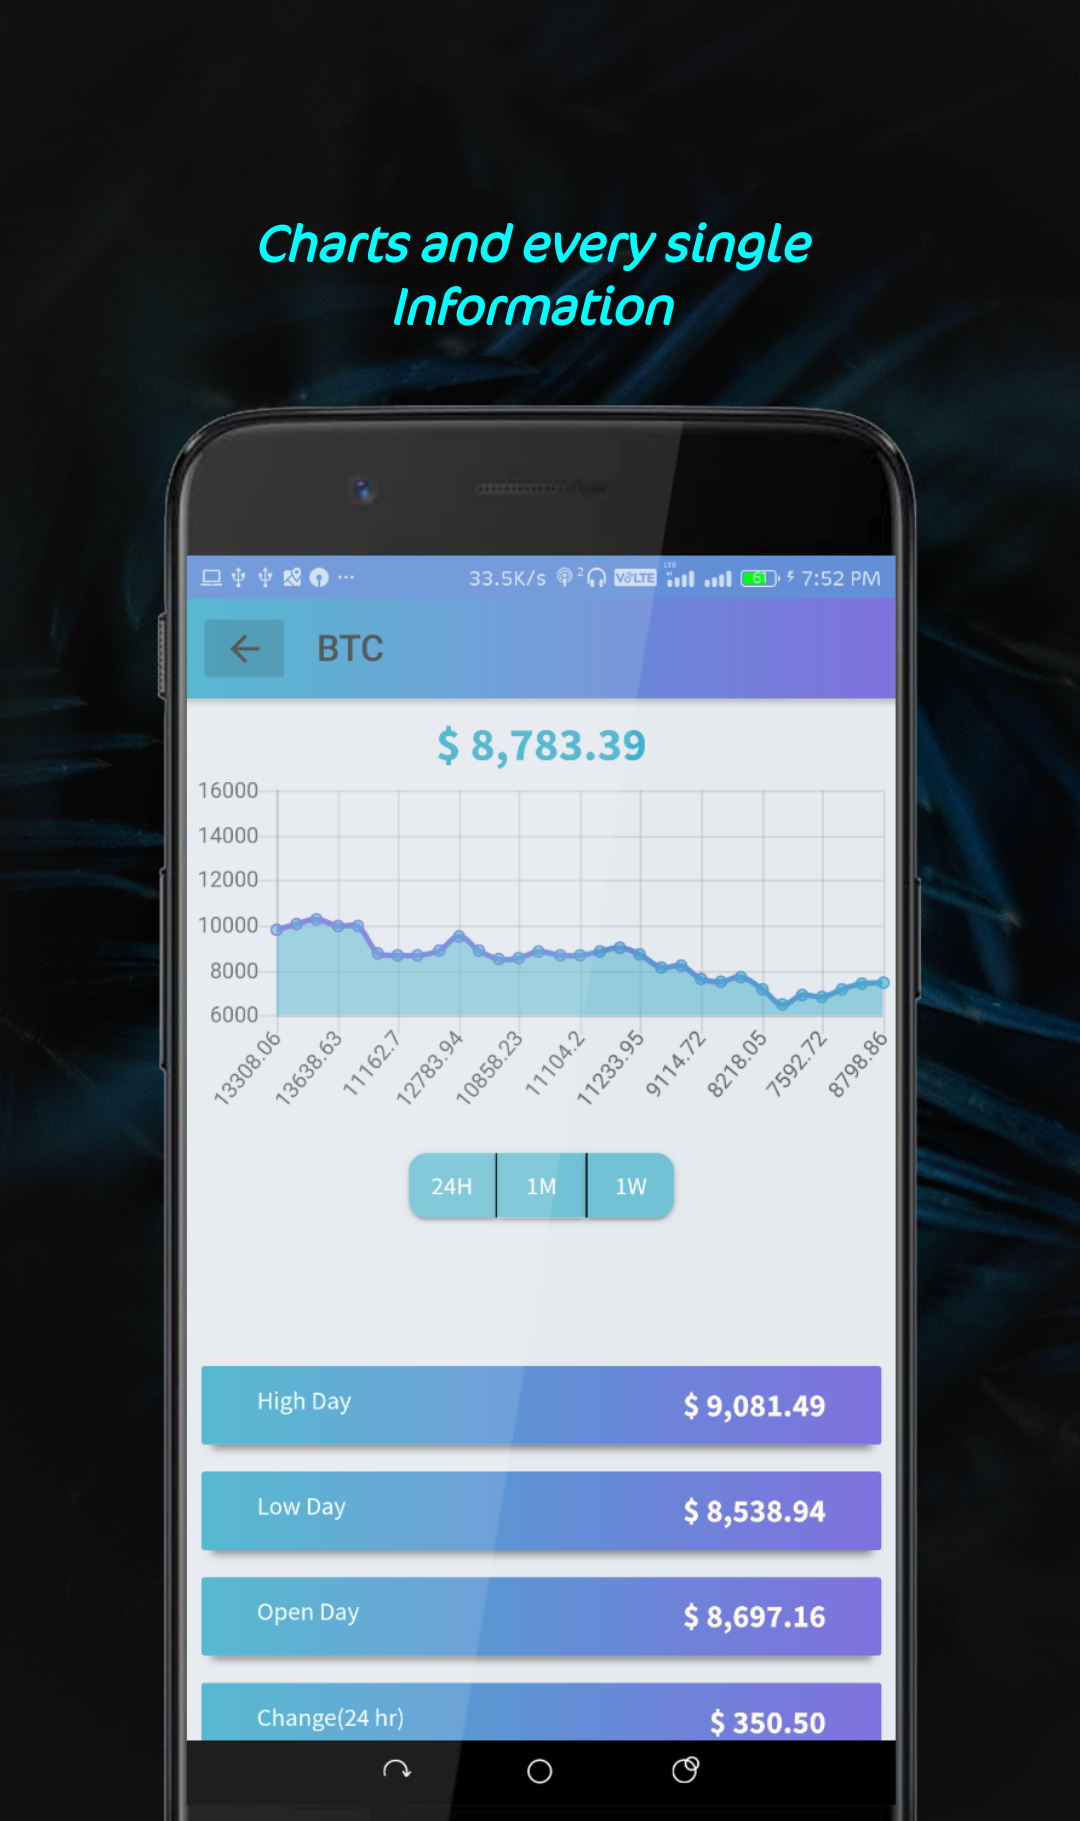 Charts and every single
Information
33.5K/s 2 VoLTE LTE 61 7:52 PM
BTC
$ 8,783.39
16000
14000
12000
10000
8000
6000
13308.06 13638.63 11162.7 12783.94 10858.23 11104.2 11233.95 9114.72 8218.05 7592.72 8798.86
24H 1M 1W
High Day $ 9,081.49
Low Day $ 8,538.94
Open Day $ 8,697.16
Change(24 hr) $ 350.50